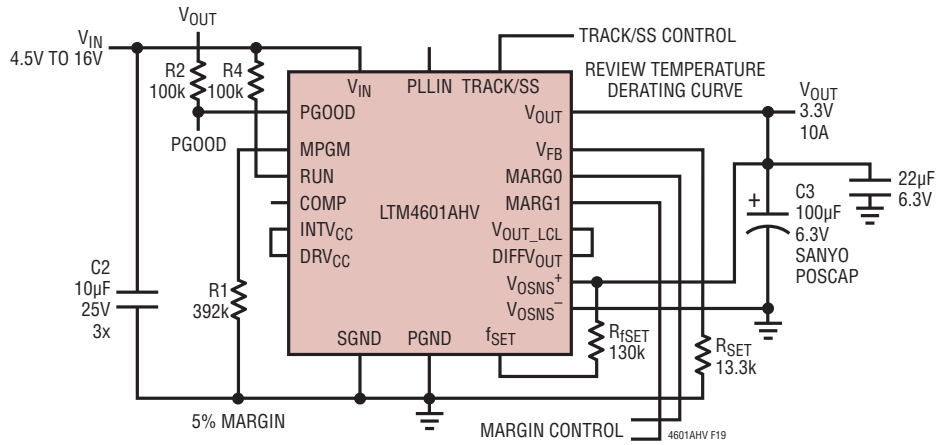 VOUT
VIN
4.5V TO 16V
R2
100k
R4
100k
PGOOD
TRACK/SS CONTROL
REVIEW TEMPERATURE
DERATING CURVE
VIN
PLLIN
TRACK/SS
PGOOD
MPGM
RUN
COMP
INTVCC
DRVCC
LTM4601AHV
VOUT
VFB
MARG0
MARG1
VOUT_LCL
DIFFVOUT
VOSNS+
VOSNS–
SGND
PGND
fSET
VOUT
3.3V
10A
22µF
6.3V
+
C3
100µF
6.3V
SANYO
POSCAP
C2
10µF
25V
3x
R1
392k
RfSET
130k
RSET
13.3k
5% MARGIN
MARGIN CONTROL
4601AHV F19